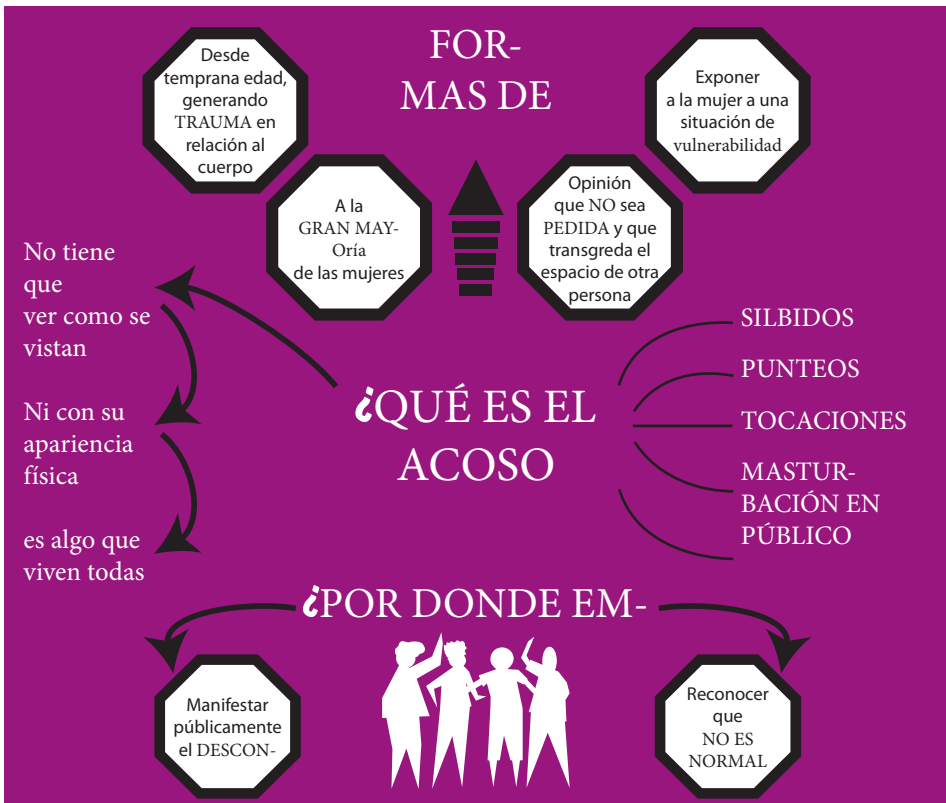 FOR-
MAS DE
Desde
temprana edad,
generando
TRAUMA en
relación al
cuerpo
A la
GRAN MAY-
Oría
de las mujeres
Opinión
que NO sea
PEDIDA y que
transgreda el
espacio de otra
persona
Exponer
a la mujer a una
situación de
vulnerabilidad
No tiene
que
ver como se
vistan
Ni con su
apariencia
física
es algo que
viven todas
¿QUÉ ES EL
ACOSO
SILBIDOS
PUNTEOS
TOCACIONES
MASTUR-
BACIÓN EN
PÚBLICO
¿POR DONDE EM-
Manifestar
públicamente
el DESCON-
Reconocer
que
NO ES
NORMAL